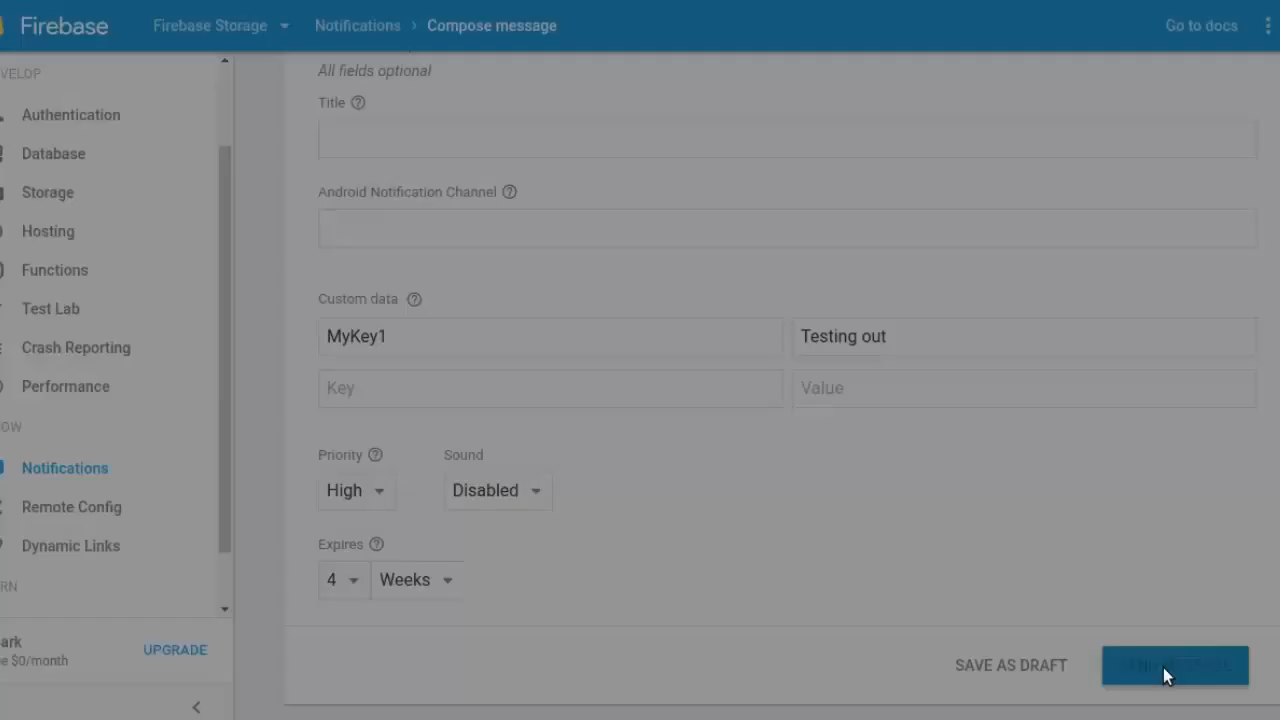 Firebase
Firebase Storage
Notifications > Compose message
Go to docs
VELOP
Authentication
Database
Storage
Hosting
Functions
Test Lab
Crash Reporting
Performance
OW
Notifications
Remote Config
Dynamic Links
RN
ark
e $0/month
UPGRADE
All fields optional
Title
Android Notification Channel
Custom data
MyKey1 Testing out
Key Value
Priority Sound
High Disabled
Expires
4 Weeks
SAVE AS DRAFT